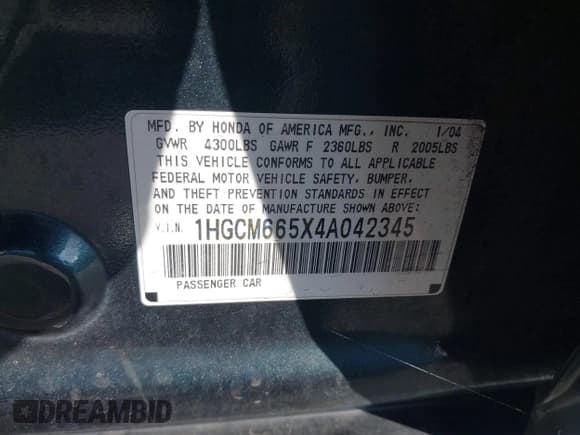 MFD. BY HONDA OF AMERICA MFG., INC. 1/04
GVWR 4300LBS GAWR F 2360LBS R 2005LBS
THIS VEHICLE CONFORMS TO ALL APPLICABLE
FEDERAL MOTOR VEHICLE SAFETY, BUMPER,
AND THEFT PREVENTION STANDARDS IN EFFECT
ON THE DATE OF MANUFACTURE SHOWN ABOVE:
V.I.N. 1HGCM665X4A042345
PASSENGER CAR
DREAMBID